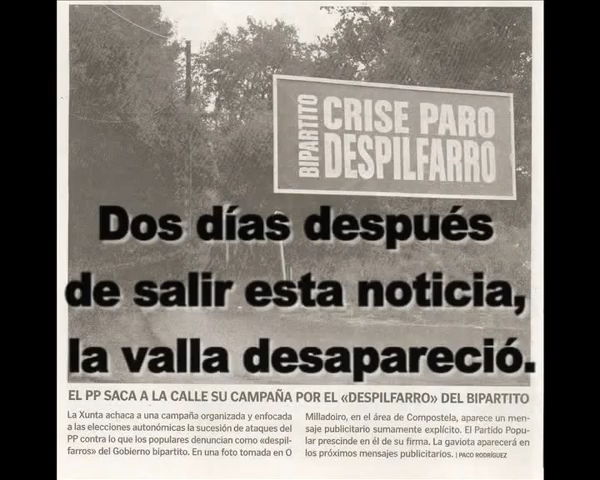 BIPARTITO
CRISE PARO
DESPILFARRO
Dos días después
de salir esta noticia,
la valla desapareció.
EL PP SACA A LA CALLE SU CAMPAÑA POR EL «DESPILFARRO» DEL BIPARTITO
La Xunta achaca a una campaña organizada y enfocada
a las elecciones autonómicas la sucesión de ataques del
PP contra lo que los populares denuncian como «despil-
farros» del Gobierno bipartito. En una foto tomada en O
Milladoiro, en el área de Compostela, aparece un men-
saje publicitario sumamente explícito. El Partido Popu-
lar prescinde en él de su firma. La gaviota aparecerá en
los próximos mensajes publicitarios. | PACO RODRÍGUEZ